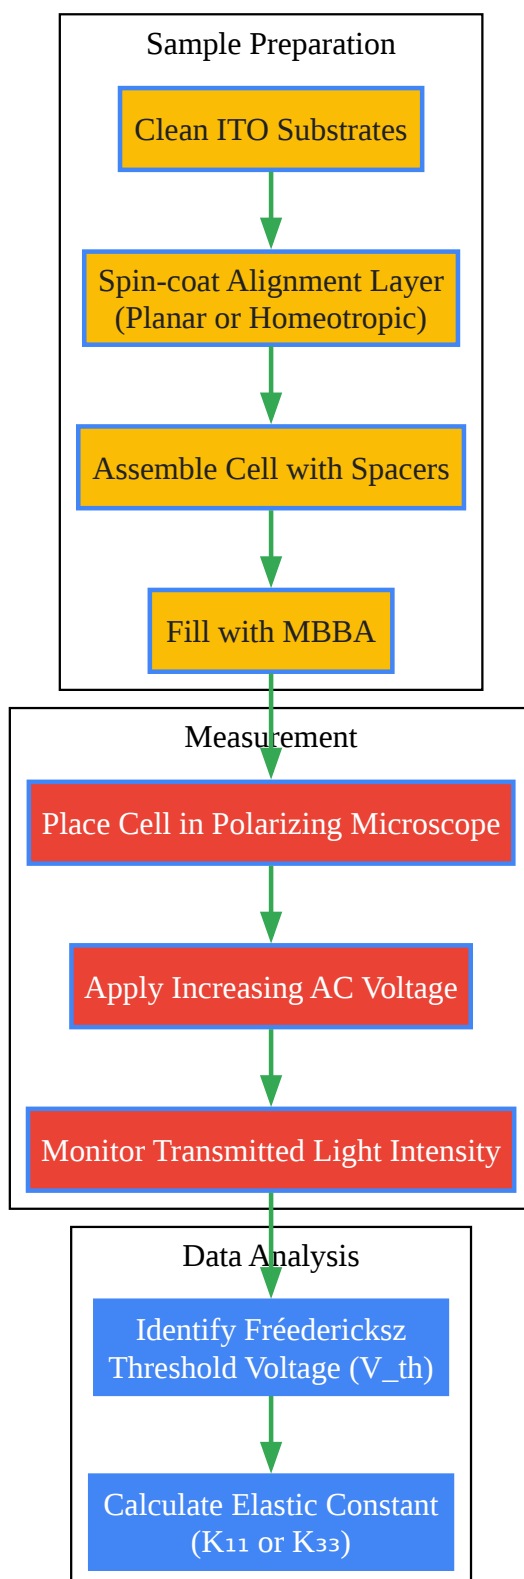 Sample Preparation
Clean ITO Substrates
Spin-coat Alignment Layer
(Planar or Homeotropic)
Assemble Cell with Spacers
Fill with MBBA
Measurement
Place Cell in Polarizing Microscope
Apply Increasing AC Voltage
Monitor Transmitted Light Intensity
Data Analysis
Identify Fréedericksz
Threshold Voltage (V_th)
Calculate Elastic Constant
(K₁₁ or K₃₃)